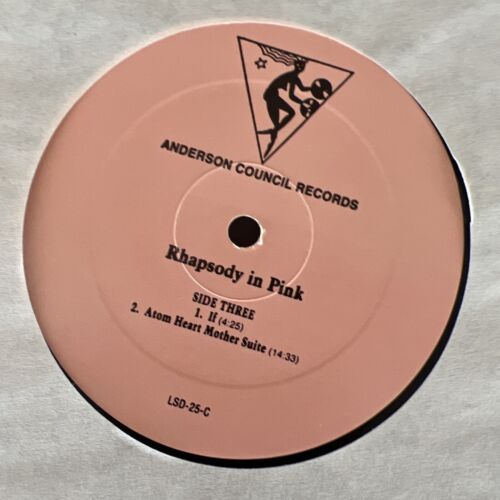 ANDERSON COUNCIL RECORDS
Rhapsody in Pink
SIDE THREE
1. If (4:25)
2. Atom Heart Mother Suite (14:33)
LSD-25-C